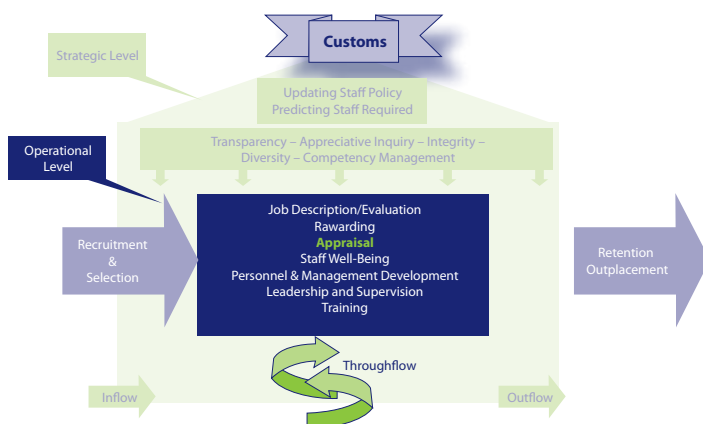 Customs
Strategic Level
Updating Staff Policy
Predicting Staff Required
Transparency – Appreciative Inquiry – Integrity –
Diversity – Competency Management
Operational
Level
Job Description/Evaluation
Rawarding
Appraisal
Staff Well-Being
Personnel & Management Development
Leadership and Supervision
Training
Recruitment
&
Selection
Retention
Outplacement
Throughflow
Inflow
Outflow